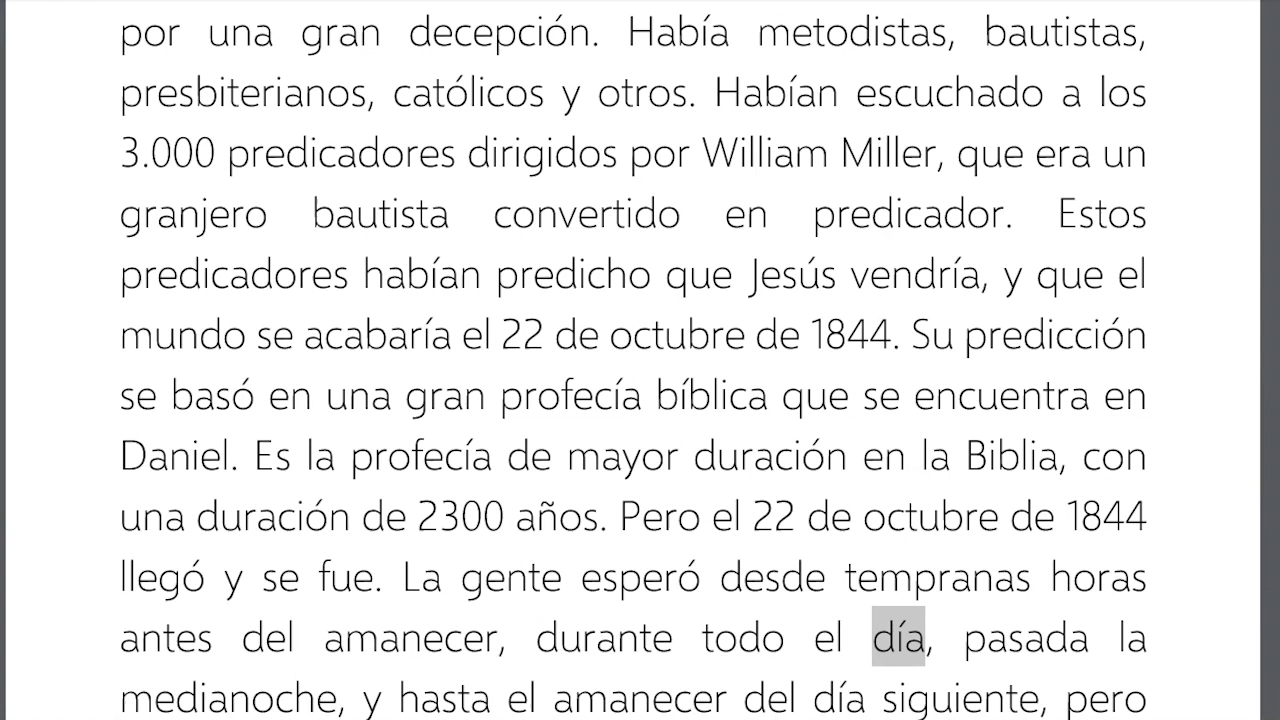 por una gran decepción. Había metodistas, bautistas,
presbiterianos, católicos y otros. Habían escuchado a los
3.000 predicadores dirigidos por William Miller, que era un
granjero bautista convertido en predicador. Estos
predicadores habían predicho que Jesús vendría, y que el
mundo se acabaría el 22 de octubre de 1844. Su predicción
se basó en una gran profecía bíblica que se encuentra en
Daniel. Es la profecía de mayor duración en la Biblia, con
una duración de 2300 años. Pero el 22 de octubre de 1844
llegó y se fue. La gente esperó desde tempranas horas
antes del amanecer, durante todo el día, pasada la
medianoche, y hasta el amanecer del día siguiente, pero